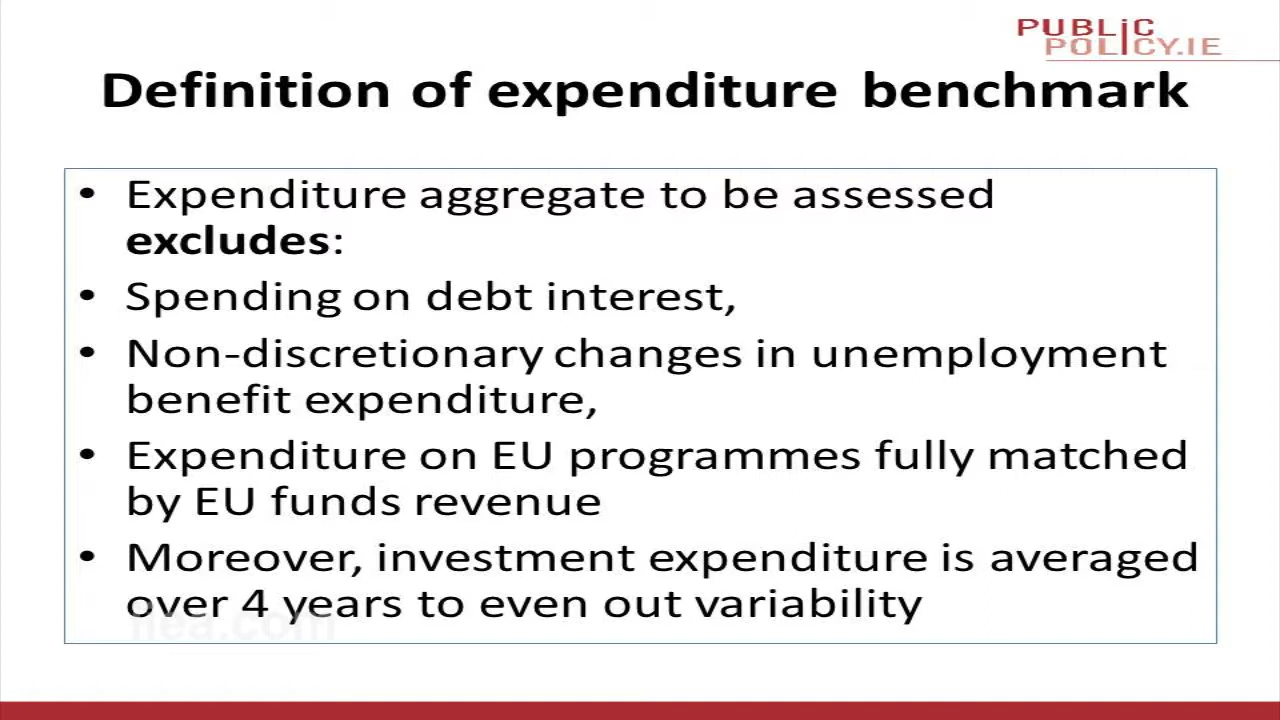 PUBLIC
POLICY.IE
Definition of expenditure benchmark
• Expenditure aggregate to be assessed
excludes:
• Spending on debt interest,
• Non-discretionary changes in unemployment
benefit expenditure,
• Expenditure on EU programmes fully matched
by EU funds revenue
• Moreover, investment expenditure is averaged
over 4 years to even out variability
iiea.com